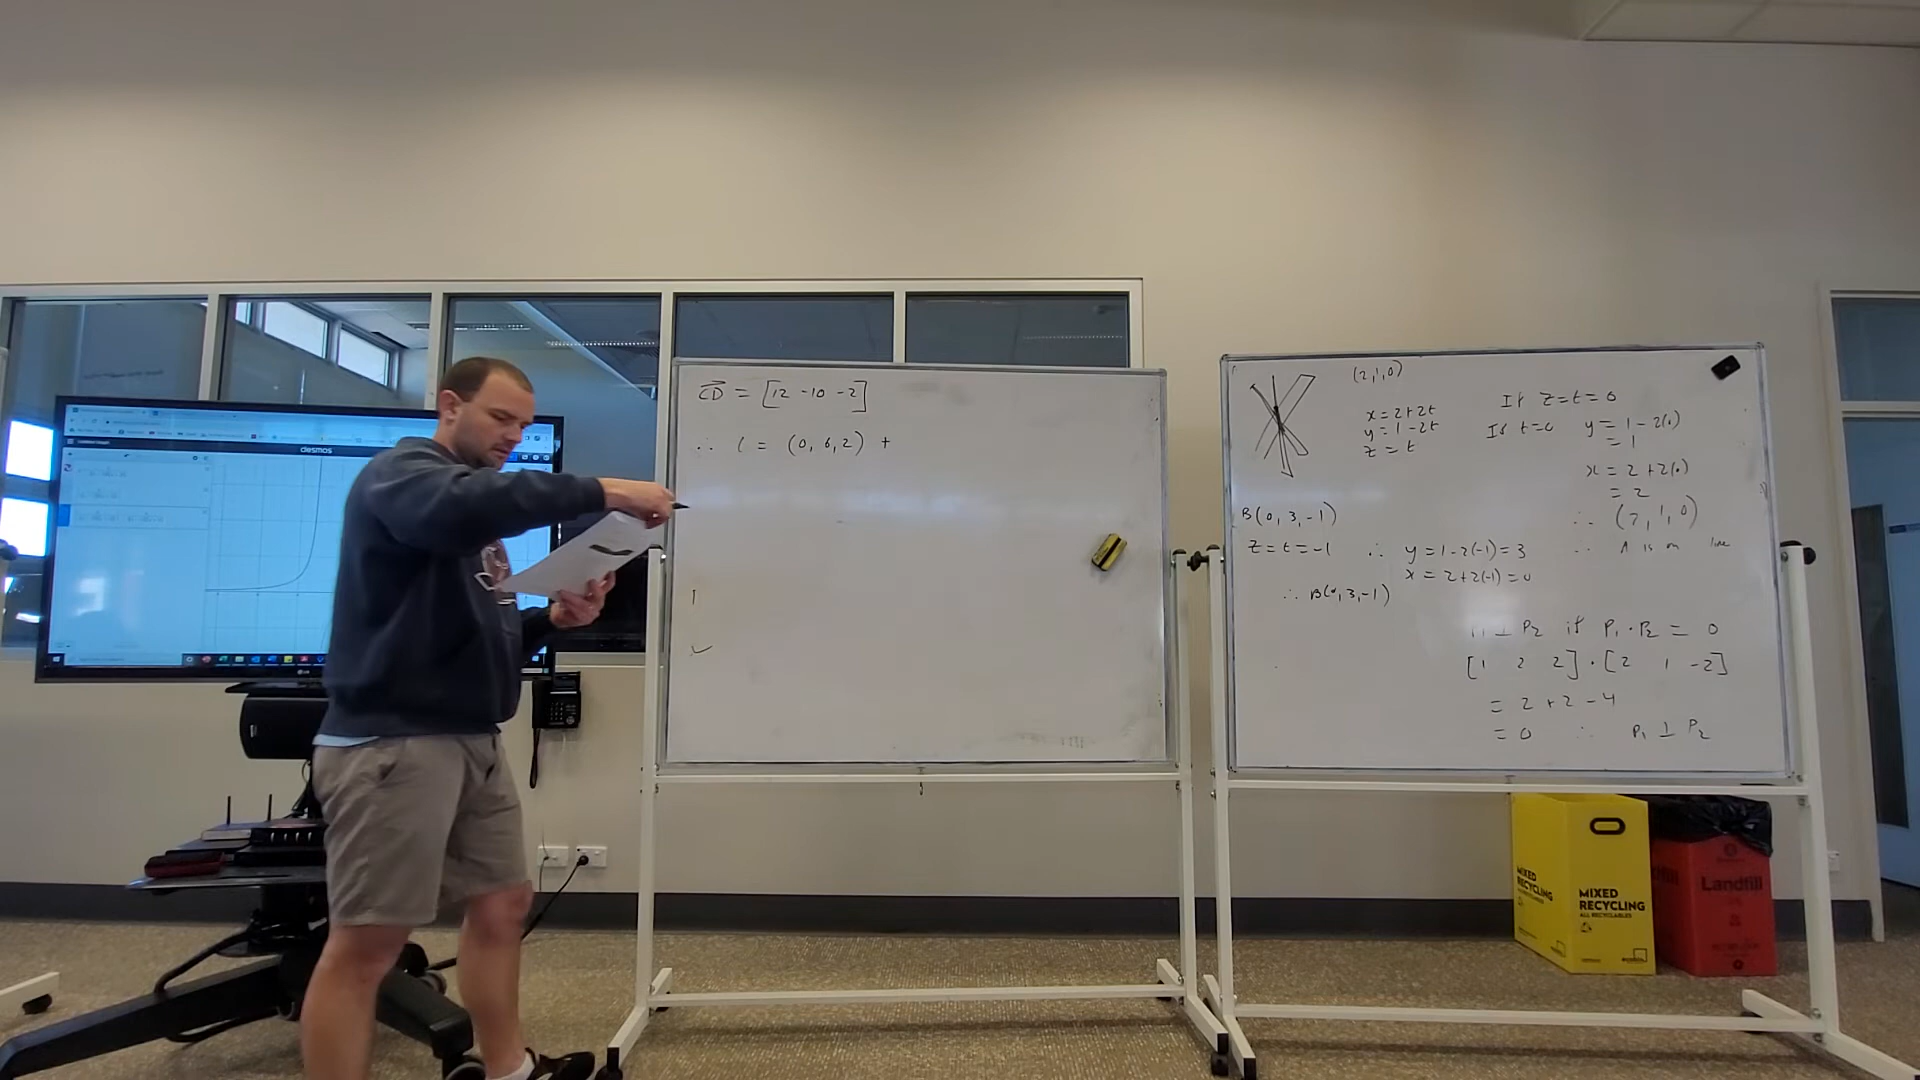 desmos
CD = [12 -10 -2]
∴ l = (0, 6, 2) +
(2,1,0)
x = 2+2t
y = 1-2t
z = t
If z=t=0
If t=0 y = 1-2(0)
= 1
x = 2+2(0)
= 2
∴ (2,1,0)
∴ A is on line
B(0, 3, -1)
z=t=-1 ∴ y=1-2(-1)=3
x = 2+2(-1)=0
∴ B(0,3,-1)
⊥ P2 if P1·P2 = 0
[1 2 2]·[2 1 -2]
= 2+2-4
= 0 ∴ P1 ⊥ P2
MIXED
RECYCLING
MIXED
RECYCLING
ALL RECYCLABLES
Landfill
LG